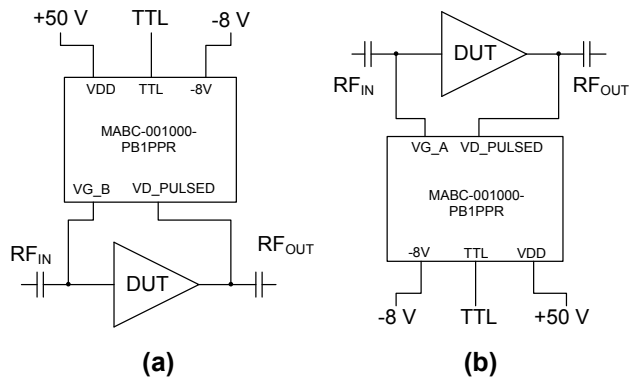 +50 V TTL -8 V
VDD TTL -8V
MABC-001000-
PB1PPR
VG_B VD_PULSED
RFIN RFOUT
DUT
(a)
DUT
RFIN RFOUT
VG_A VD_PULSED
MABC-001000-
PB1PPR
-8V TTL VDD
-8 V TTL +50 V
(b)